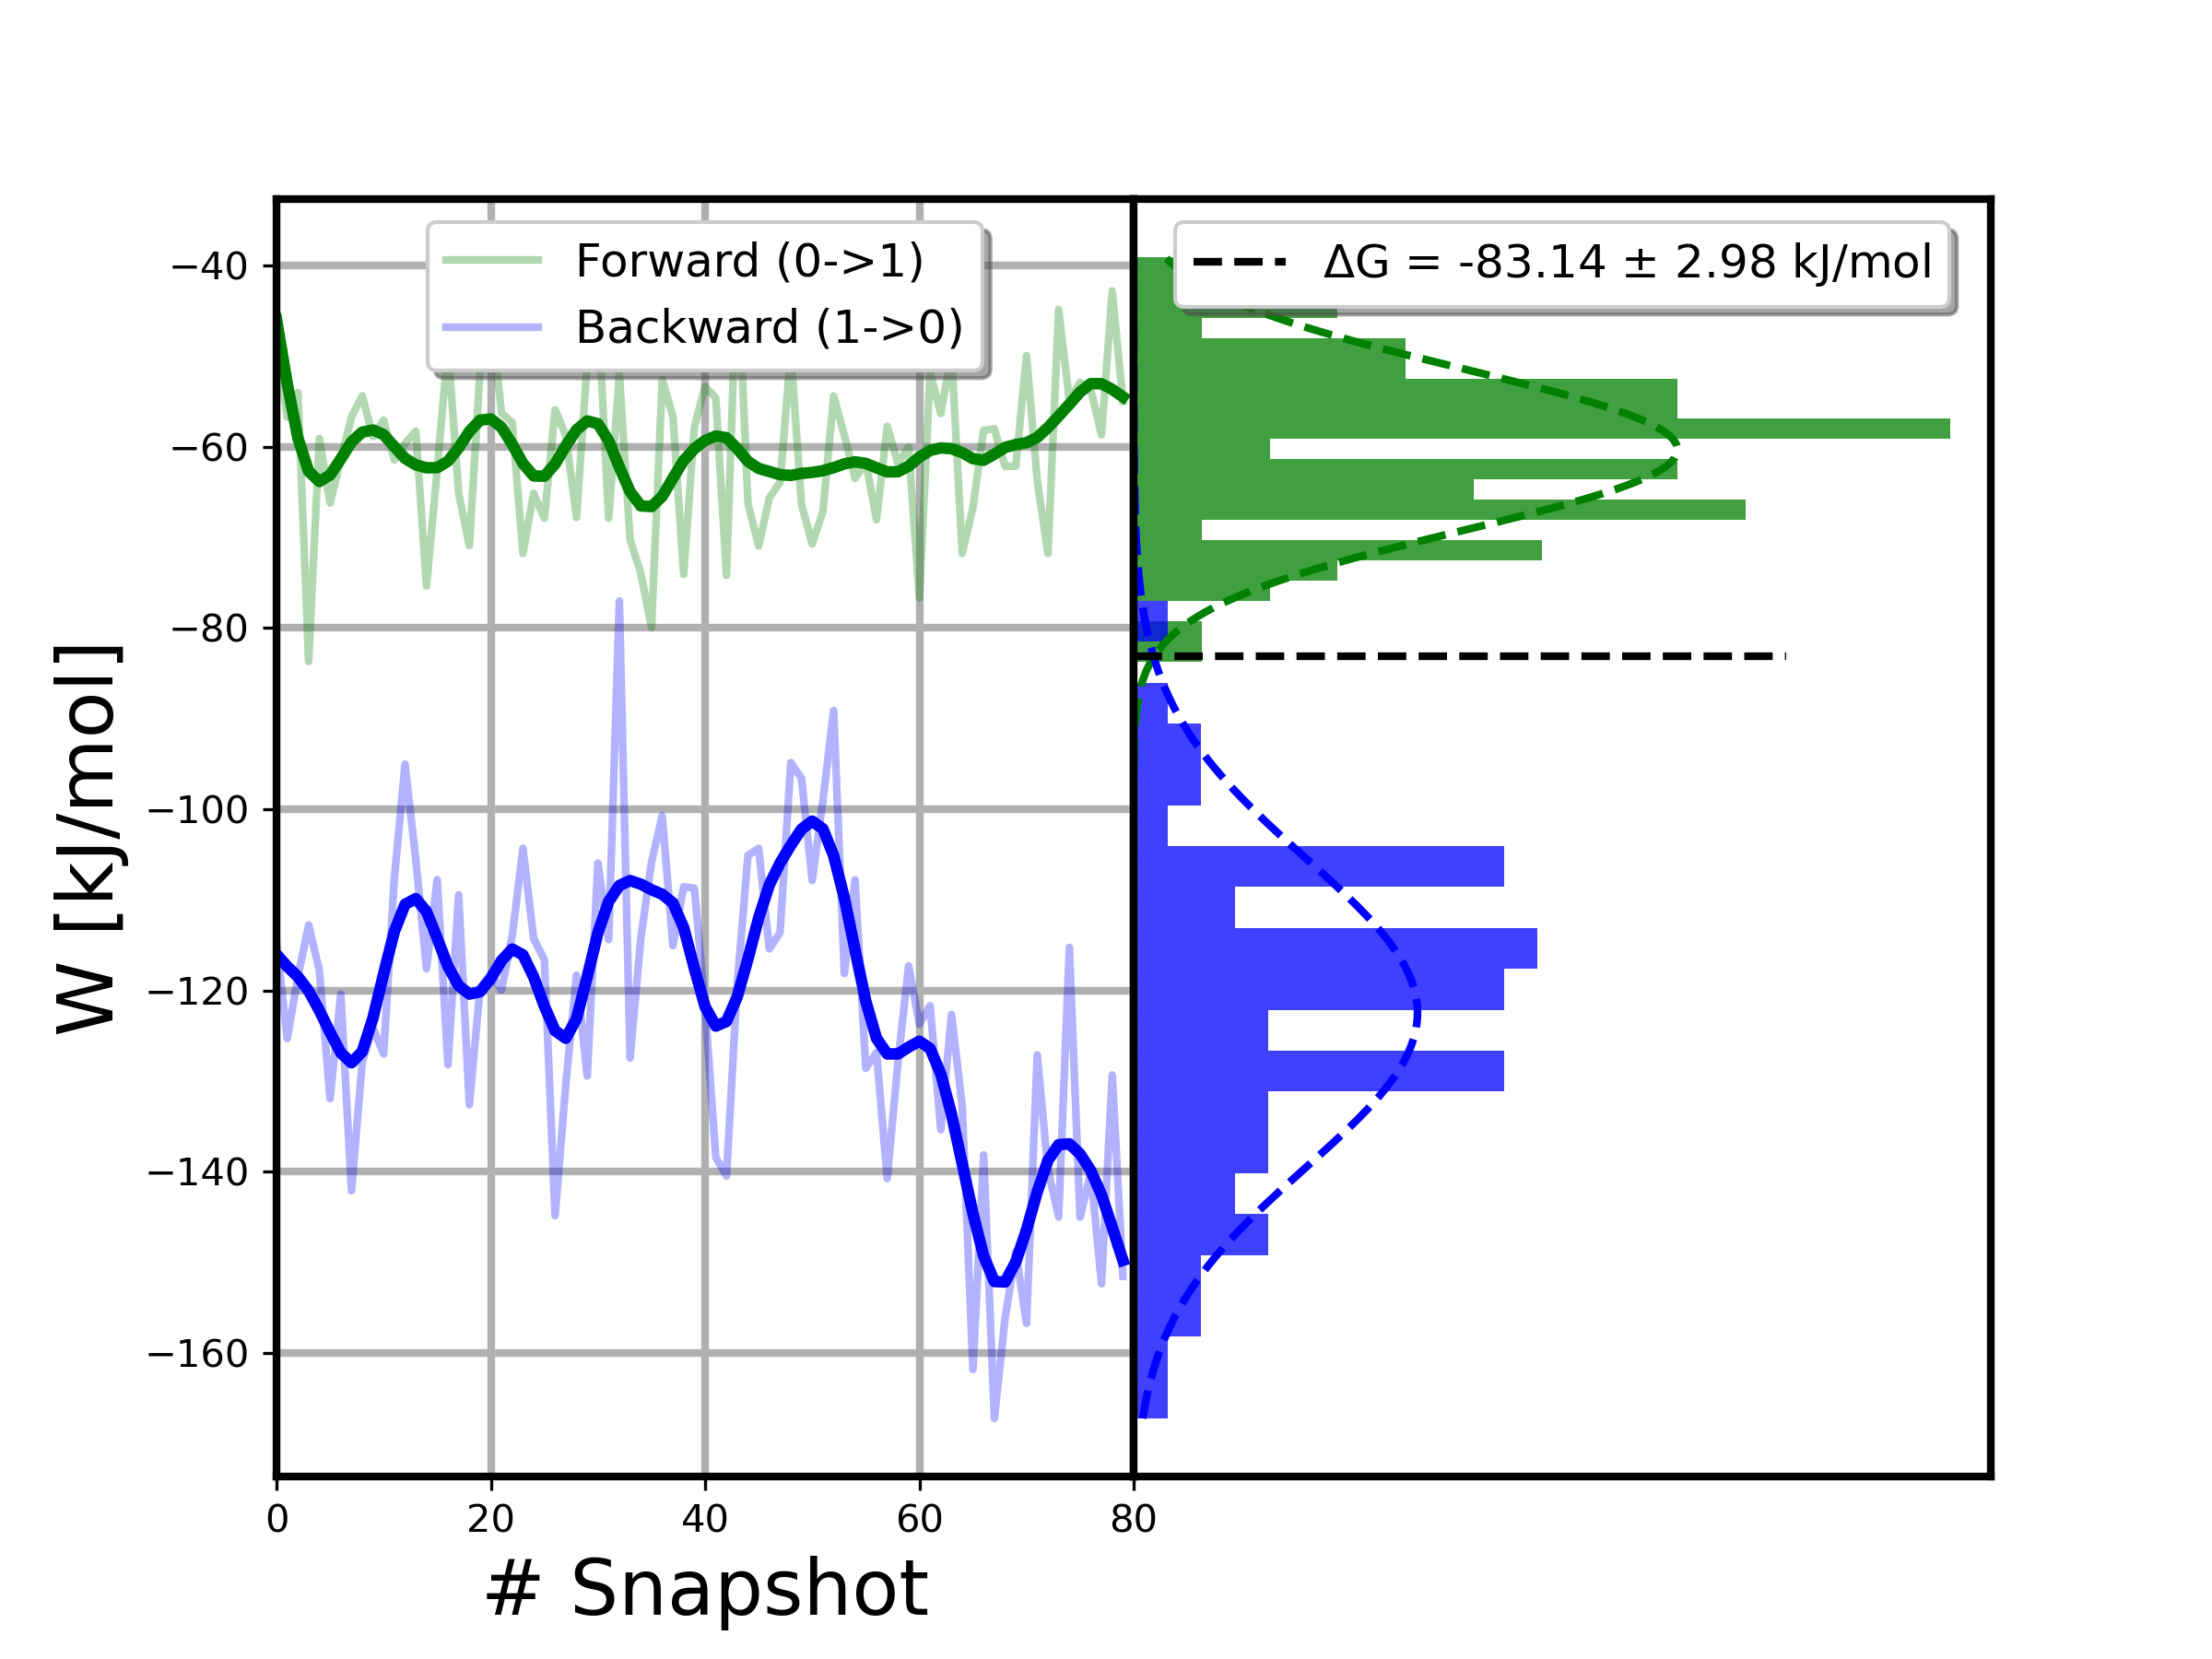 Forward (0->1)
Backward (1->0)
ΔG = -83.14 ± 2.98 kJ/mol
W [kJ/mol]
−40
−60
−80
−100
−120
−140
−160
0 20 40 60 80
# Snapshot